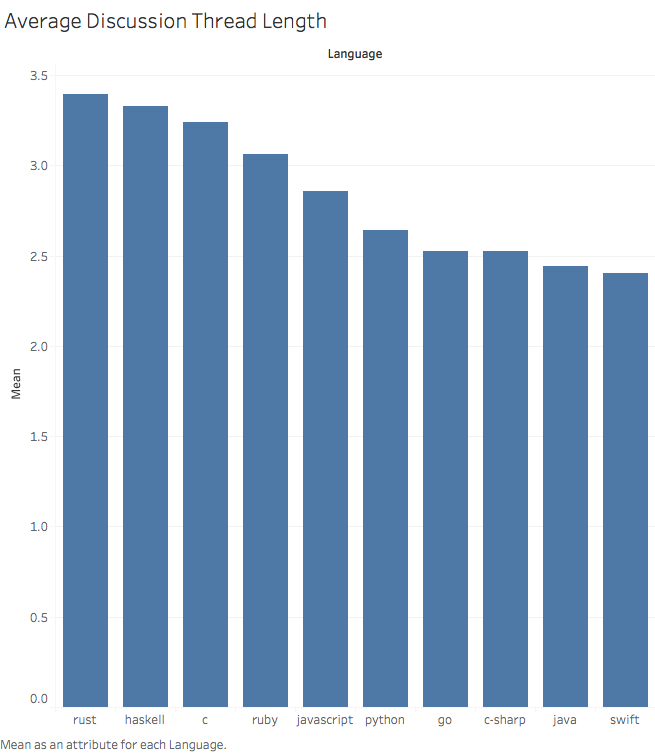 Average Discussion Thread Length
Language
3.5
3.0
2.5
2.0
1.5
1.0
0.5
0.0
Mean
rust haskell c ruby javascript python go c-sharp java swift
Mean as an attribute for each Language.